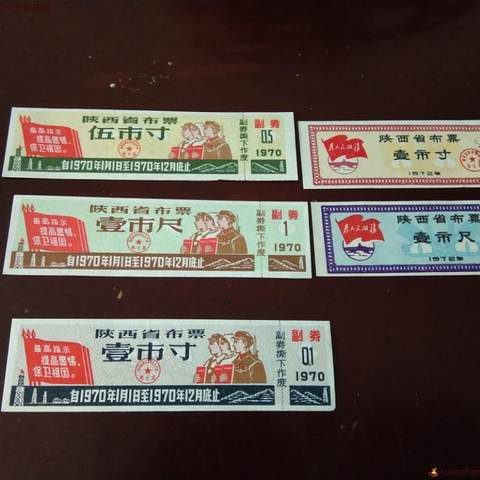 陕西省布票
伍市寸
最高指示
提高警惕,
保卫祖国。
副券
0.5
1970
副券撕下作废
自1970年1月1日至1970年12月底止
陕西省布票
壹市寸
为人民服务
1972年
陕西省布票
壹市尺
最高指示
提高警惕,
保卫祖国。
副券
1
1970
副券撕下作废
自1970年1月1日至1970年12月底止
陕西省布票
壹市尺
1972年
陕西省布票
壹市寸
最高指示
提高警惕,
保卫祖国。
副券
0.1
1970
副券撕下作废
自1970年1月1日至1970年12月底止